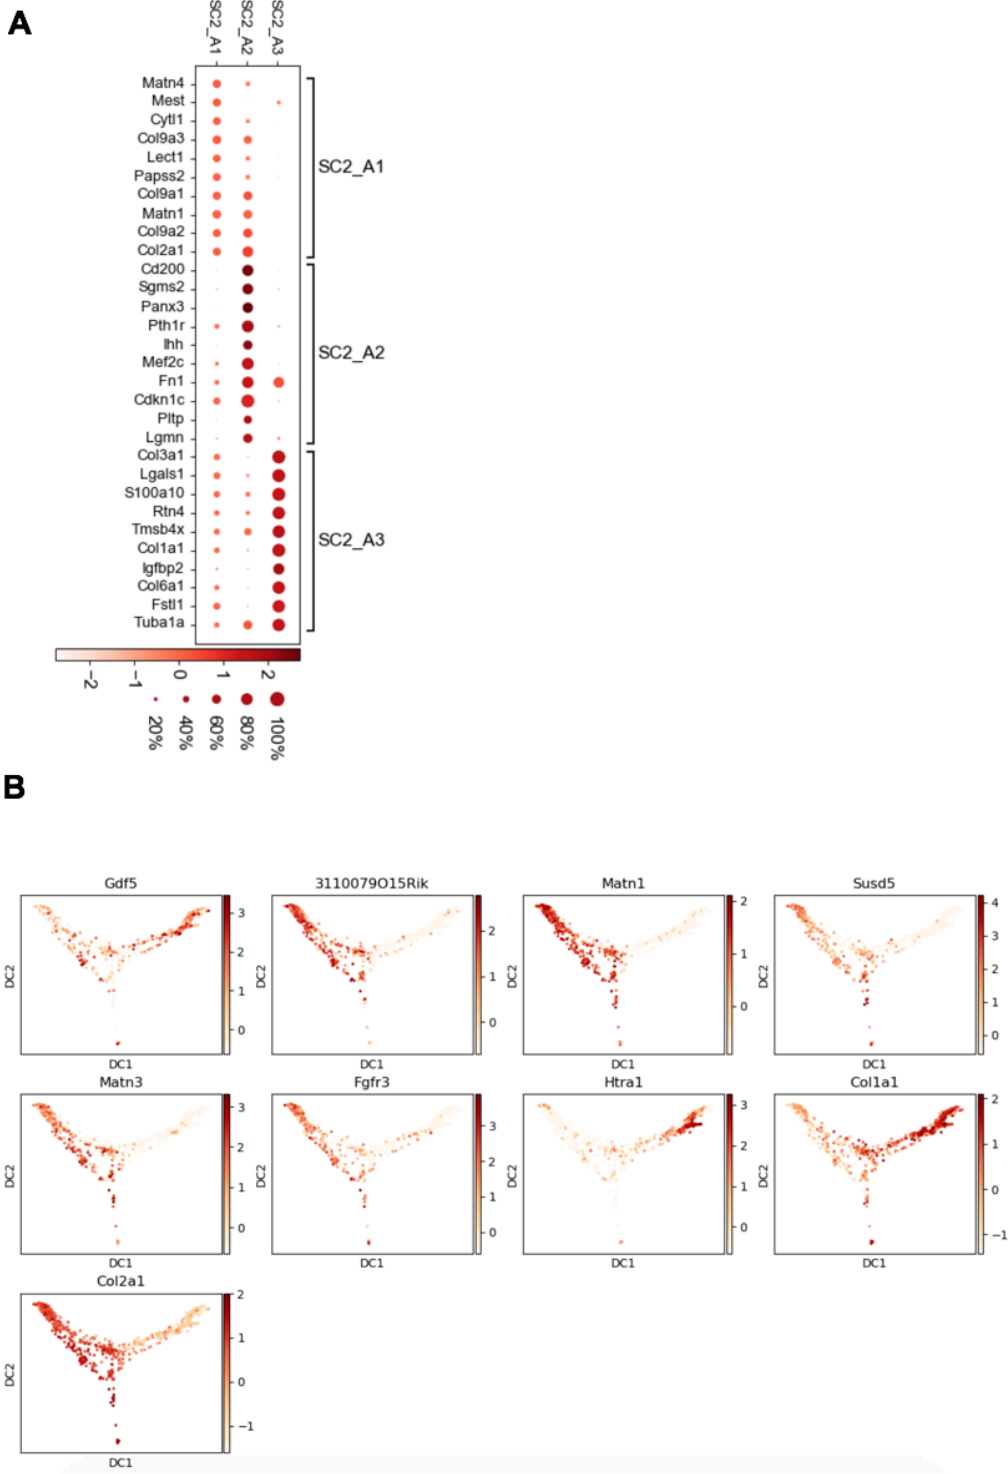 A
SC2_A1
SC2_A2
SC2_A3
Matn4
Mest
Cytl1
Col9a3
Lect1
Papss2
Col9a1
Matn1
Col9a2
Col2a1
SC2_A1
Cd200
Sgms2
Panx3
Pth1r
Ihh
Mef2c
Fn1
Cdkn1c
Pltp
Lgmn
SC2_A2
Col3a1
Lgals1
S100a10
Rtn4
Tmsb4x
Col1a1
Igfbp2
Col6a1
Fstl1
Tuba1a
SC2_A3
−2 −1 0 1 2
20% 40% 60% 80% 100%
B
Gdf5
3
2
1
0
DC2
DC1
3110079O15Rik
2
1
0
DC2
DC1
Matn1
2
1
0
DC2
DC1
Susd5
4
3
2
1
0
DC2
DC1
Matn3
3
2
1
0
DC2
DC1
Fgfr3
3
2
1
0
DC2
DC1
Htra1
3
2
1
0
DC2
DC1
Col1a1
2
1
0
−1
DC2
DC1
Col2a1
2
1
0
−1
DC2
DC1